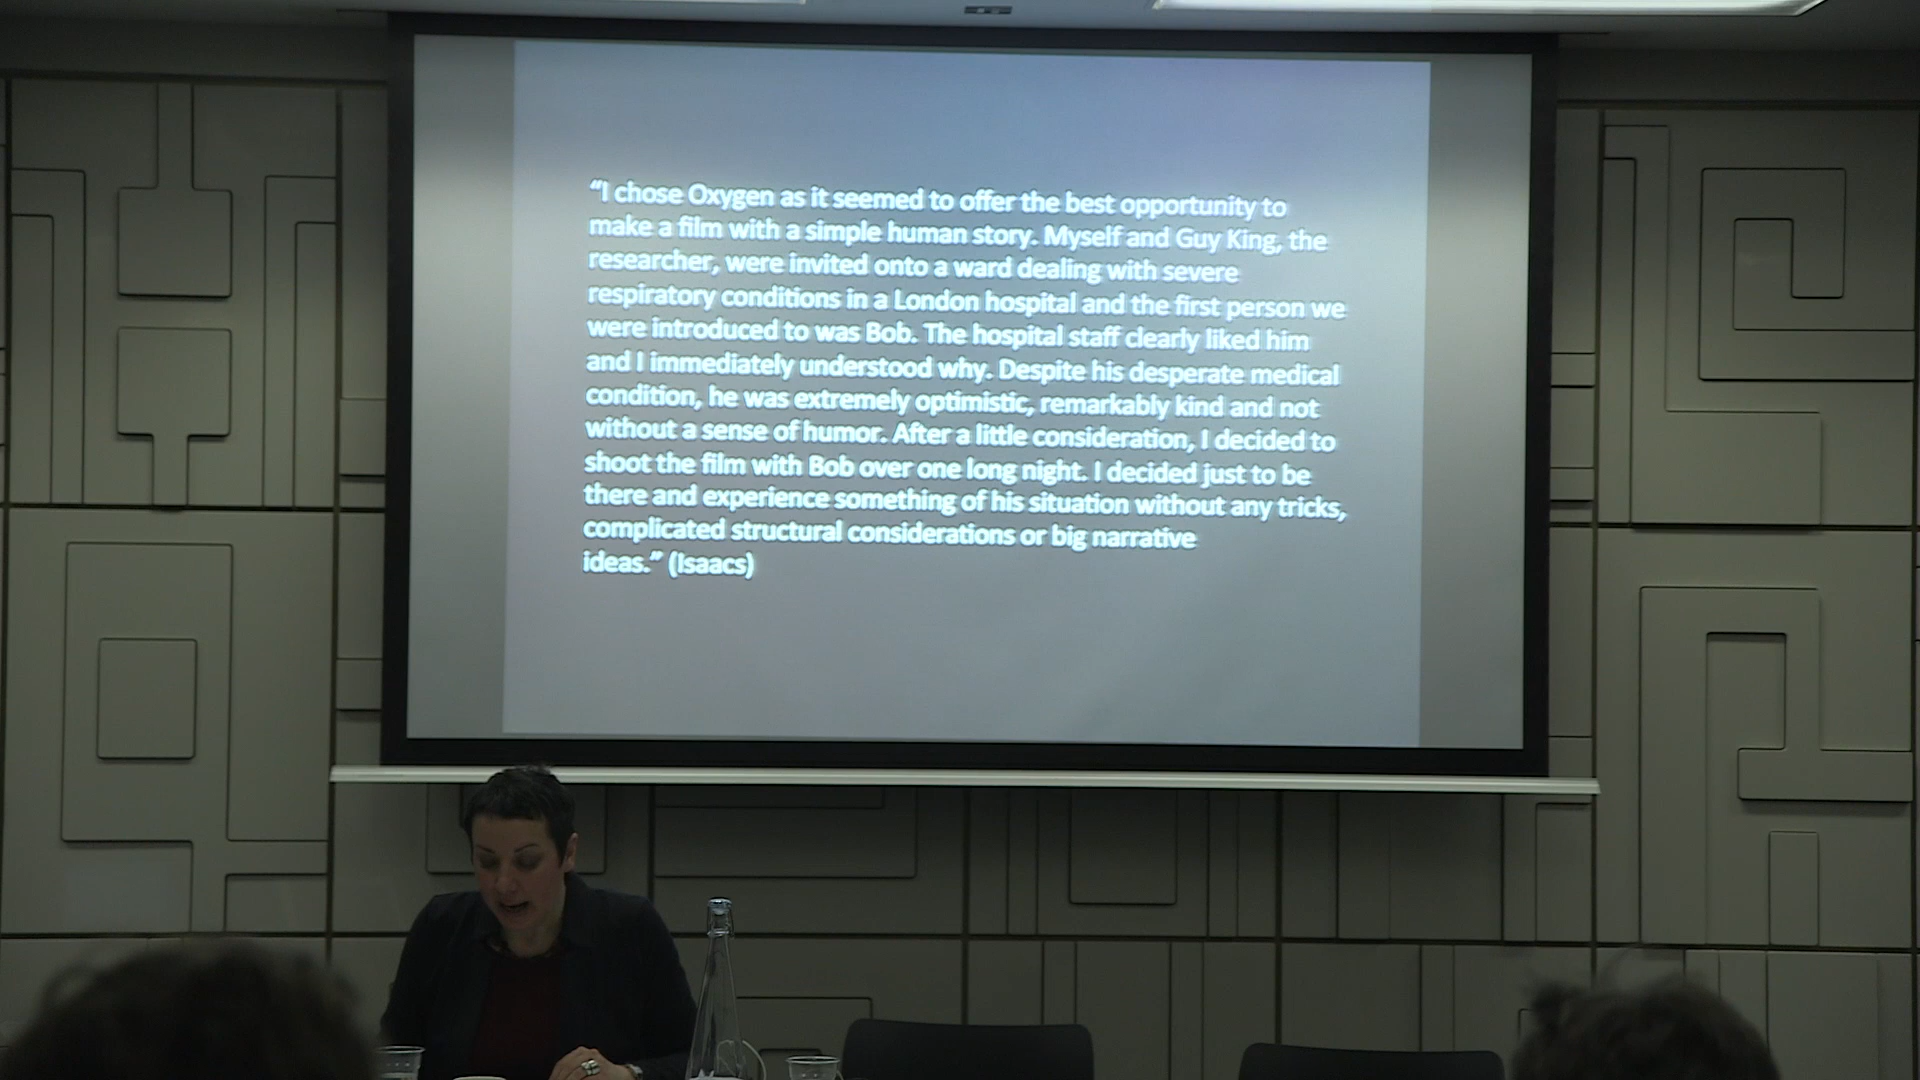 “I chose Oxygen as it seemed to offer the best opportunity to
make a film with a simple human story. Myself and Guy King, the
researcher, were invited onto a ward dealing with severe
respiratory conditions in a London hospital and the first person we
were introduced to was Bob. The hospital staff clearly liked him
and I immediately understood why. Despite his desperate medical
condition, he was extremely optimistic, remarkably kind and not
without a sense of humor. After a little consideration, I decided to
shoot the film with Bob over one long night. I decided just to be
there and experience something of his situation without any tricks,
complicated structural considerations or big narrative
ideas.” (Isaacs)